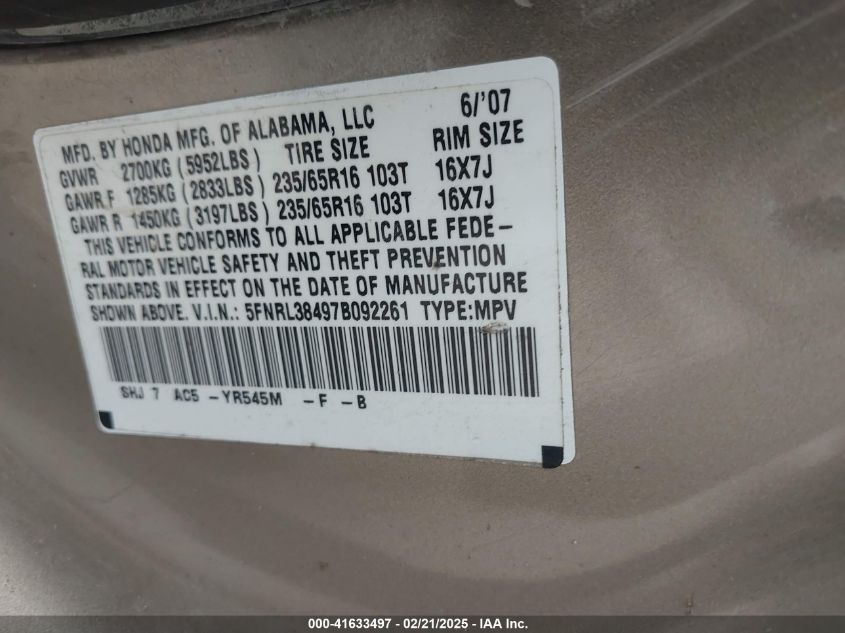 MFD. BY HONDA MFG. OF ALABAMA, LLC 6/'07
GVWR 2700KG (5952LBS) TIRE SIZE RIM SIZE
GAWR F 1285KG (2833LBS) 235/65R16 103T 16X7J
GAWR R 1450KG (3197LBS) 235/65R16 103T 16X7J
THIS VEHICLE CONFORMS TO ALL APPLICABLE FEDE-
RAL MOTOR VEHICLE SAFETY AND THEFT PREVENTION
STANDARDS IN EFFECT ON THE DATE OF MANUFACTURE
SHOWN ABOVE. V.I.N.: 5FNRL38497B092261 TYPE:MPV
SHJ 7 AC5 -YR545M -F -B
000-41633497 - 02/21/2025 - IAA Inc.